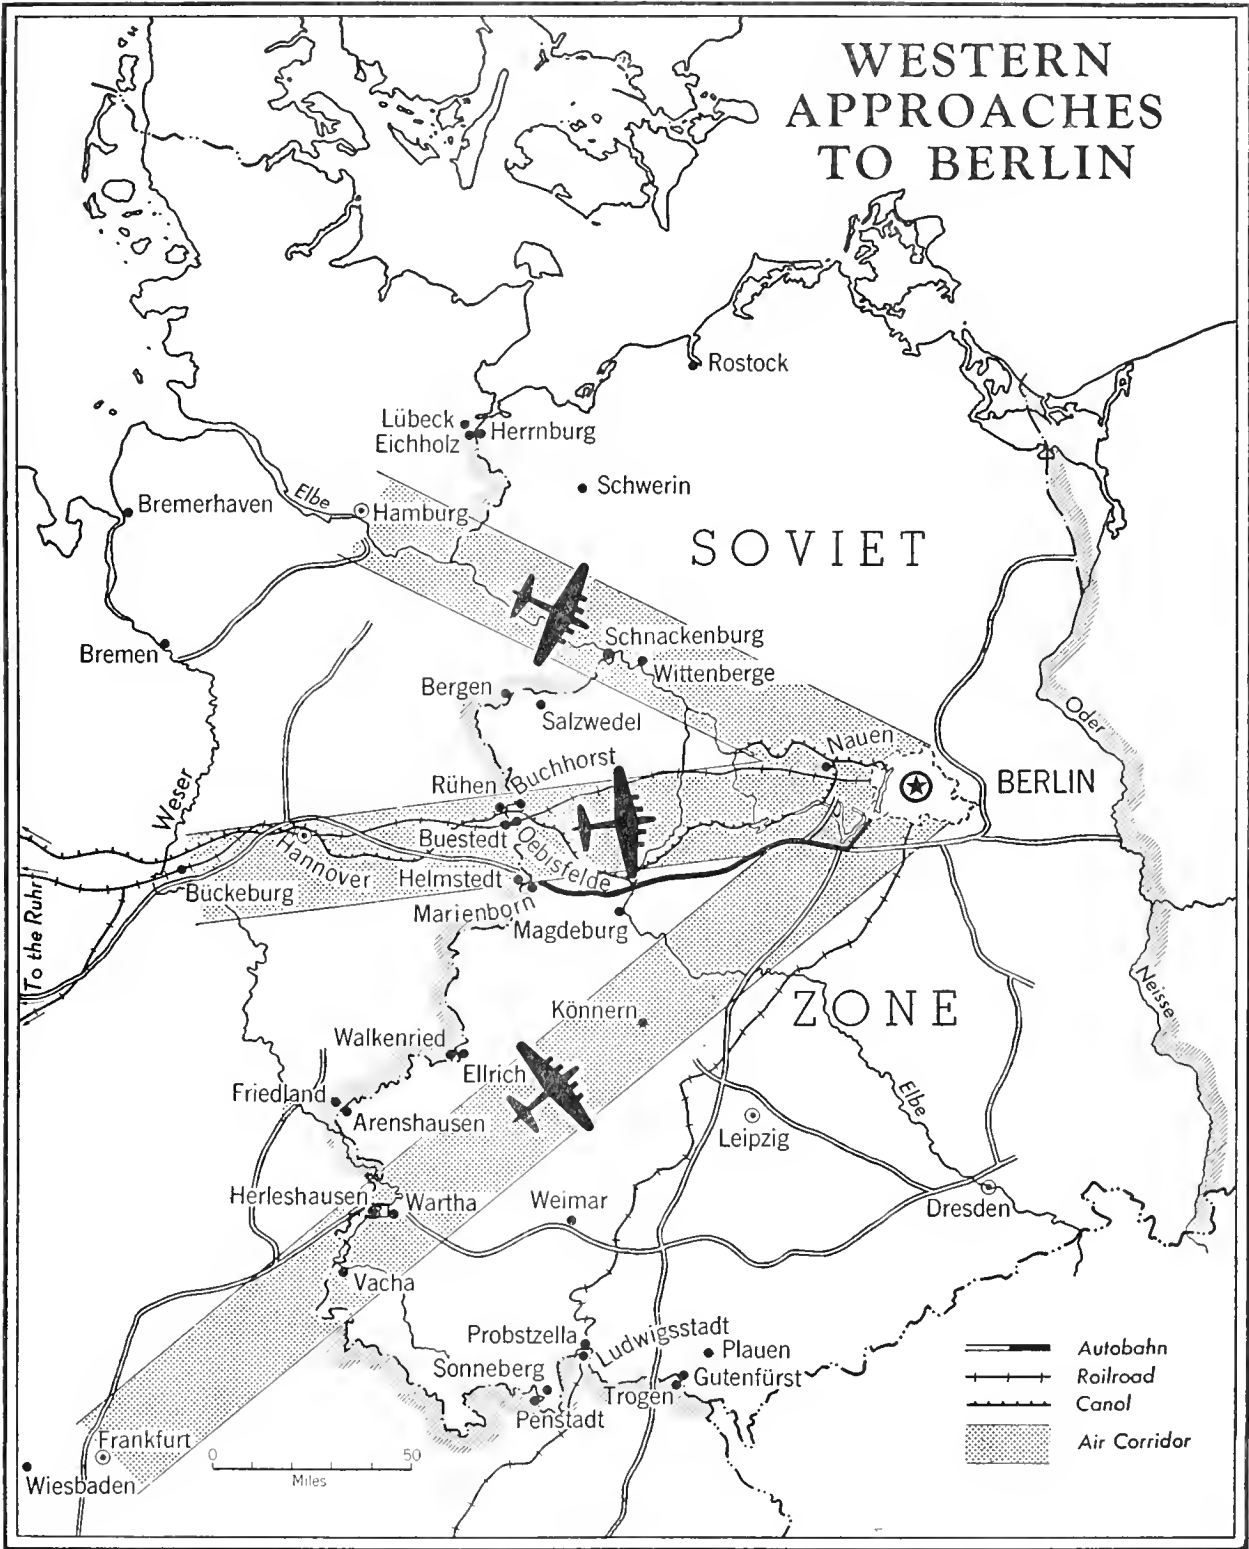 WESTERN
APPROACHES
TO BERLIN
Rostock
Lübeck
Eichholz
Herrnburg
Schwerin
Bremerhaven
Elbe
Hamburg
SOVIET
Bremen
Schnackenburg
Wittenberge
Bergen
Salzwedel
Oder
Nauen
Weser
Rühen
Buchhorst
BERLIN
Buestedt
Oebisfelde
Hannover
Helmstedt
Bückeburg
Marienborn
Magdeburg
To the Ruhr
Könnern
ZONE
Neisse
Walkenried
Ellrich
Friedland
Arenshausen
Elbe
Leipzig
Herleshausen
Wartha
Weimar
Dresden
Vacha
Probstzella
Ludwigsstadt
Plauen
Sonneberg
Gutenfürst
Trogen
Penstadt
Frankfurt
Wiesbaden
0
50
Miles
Autobahn
Roilroad
Canol
Air Corridor